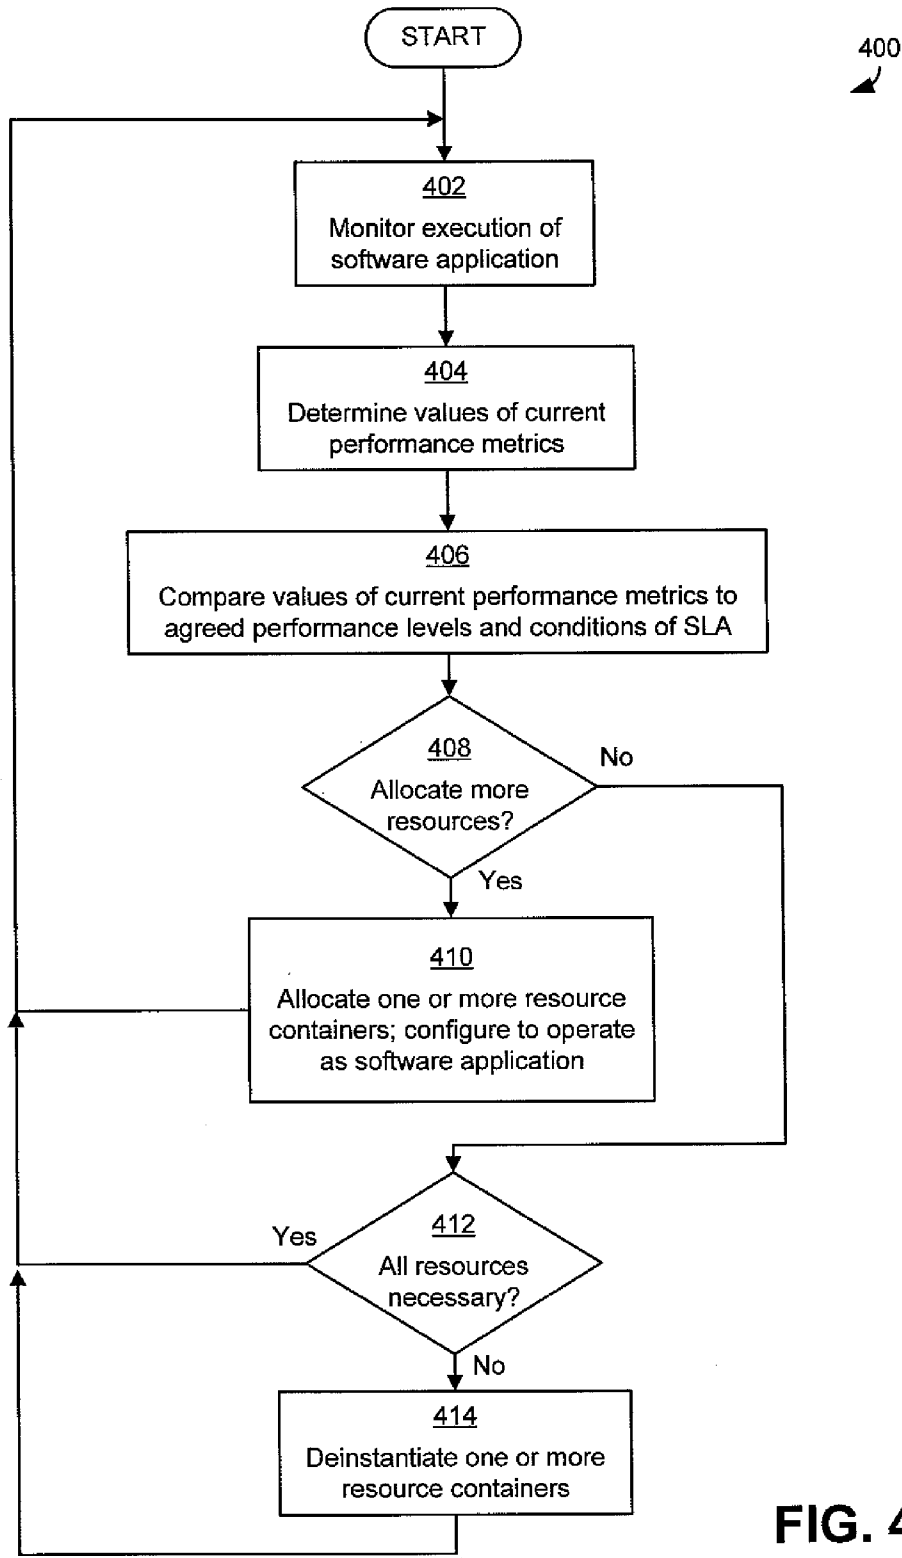 START
400
402
Monitor execution of
software application
404
Determine values of current
performance metrics
406
Compare values of current performance metrics to
agreed performance levels and conditions of SLA
408
Allocate more
resources?
No
Yes
410
Allocate one or more resource
containers; configure to operate
as software application
412
All resources
necessary?
Yes
No
414
Deinstantiate one or more
resource containers
FIG. 4